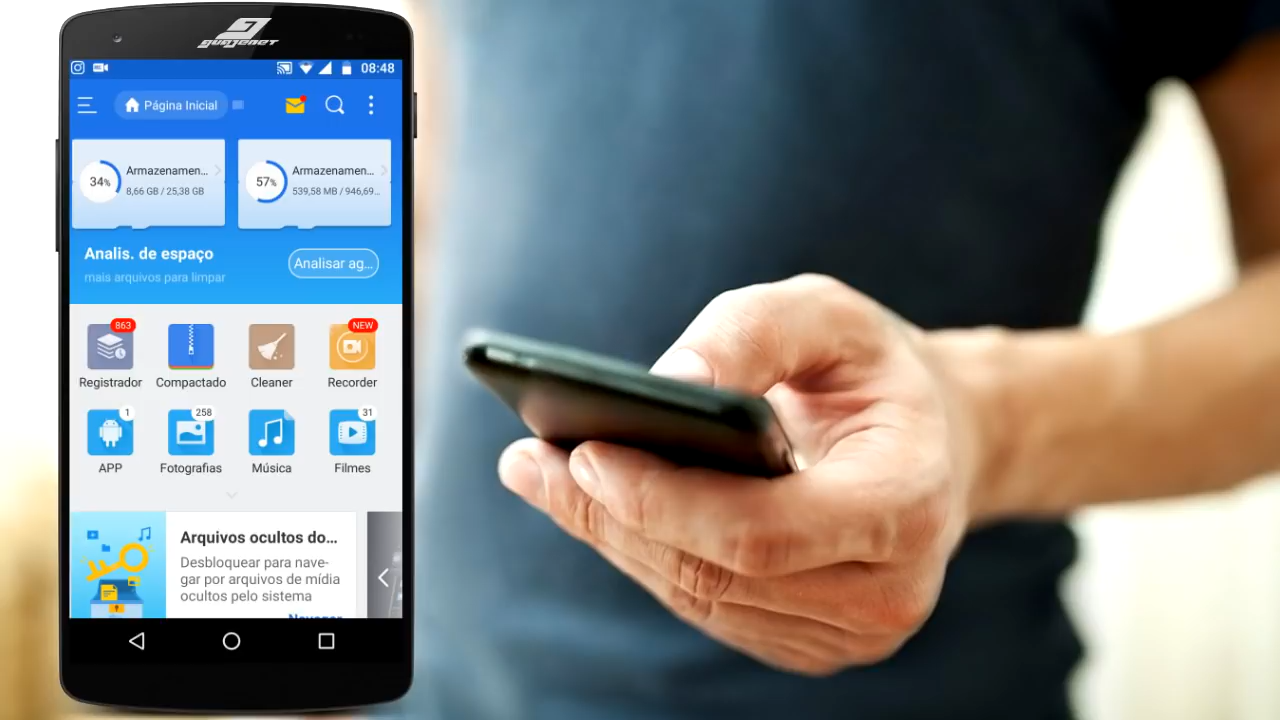 GUAJENET
08:48
Página Inicial
34%
Armazenamen...
8,66 GB / 25,38 GB
57%
Armazenamen...
539,58 MB / 946,69...
Analis. de espaço
mais arquivos para limpar
Analisar ag...
863
NEW
Registrador
Compactado
Cleaner
Recorder
1
258
31
APP
Fotografias
Música
Filmes
Arquivos ocultos do...
Desbloquear para nave-
gar por arquivos de mídia
ocultos pelo sistema
Navegar